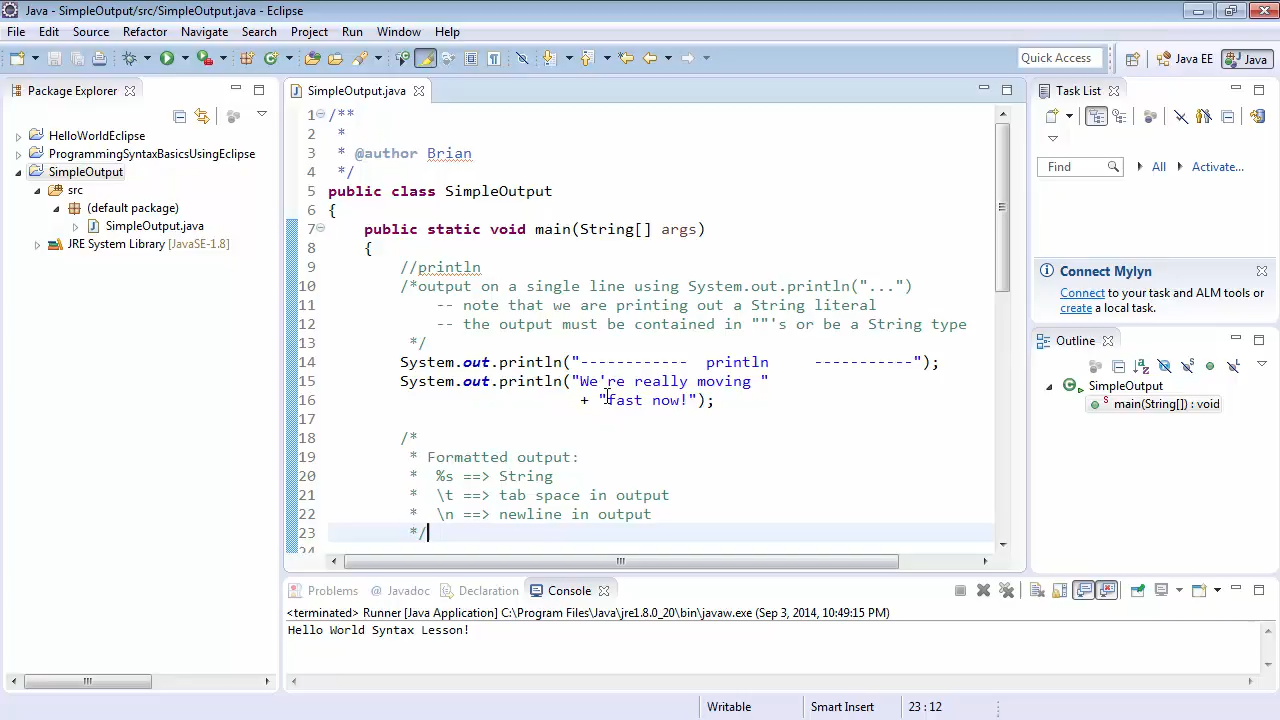 Java - SimpleOutput/src/SimpleOutput.java - Eclipse
File Edit Source Refactor Navigate Search Project Run Window Help
Quick Access Java EE Java
Package Explorer
HelloWorldEclipse
ProgrammingSyntaxBasicsUsingEclipse
SimpleOutput
src
(default package)
SimpleOutput.java
JRE System Library [JavaSE-1.8]
SimpleOutput.java
1 /**
2 *
3 * @author Brian
4 */
5 public class SimpleOutput
6 {
7 public static void main(String[] args)
8 {
9 //println
10 /*output on a single line using System.out.println("...")
11 -- note that we are printing out a String literal
12 -- the output must be contained in ""'s or be a String type
13 */
14 System.out.println("------------  println     -----------");
15 System.out.println("We're really moving "
16 + "fast now!");
17
18 /*
19 * Formatted output:
20 * %s ==> String
21 * \t ==> tab space in output
22 * \n ==> newline in output
23 */
24
Task List
Find All Activate...
Connect Mylyn
Connect to your task and ALM tools or
create a local task.
Outline
SimpleOutput
main(String[]) : void
Problems @ Javadoc Declaration Console
<terminated> Runner [Java Application] C:\Program Files\Java\jre1.8.0_20\bin\javaw.exe (Sep 3, 2014, 10:49:15 PM)
Hello World Syntax Lesson!
Writable Smart Insert 23 : 12